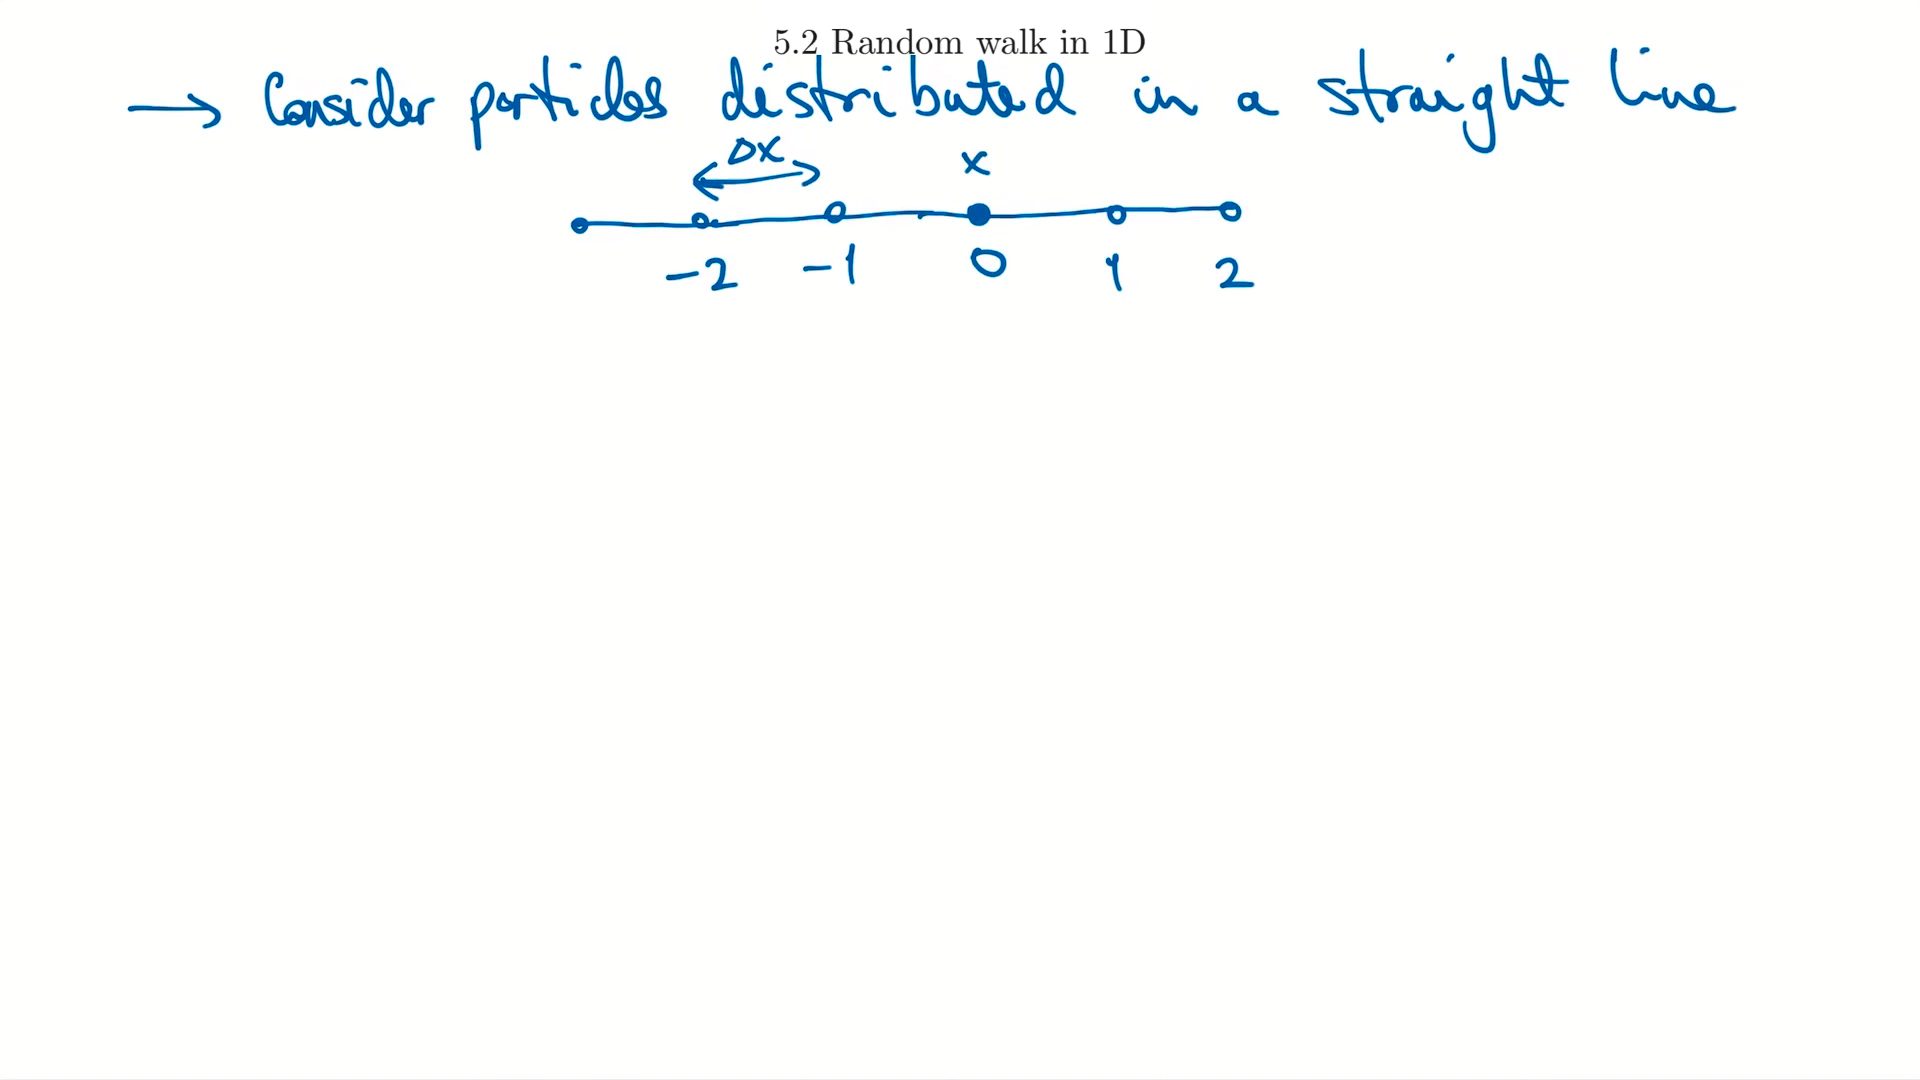 5.2 Random walk in 1D
→ Consider particles distributed in a straight line
Δx x
-2 -1 0 1 2